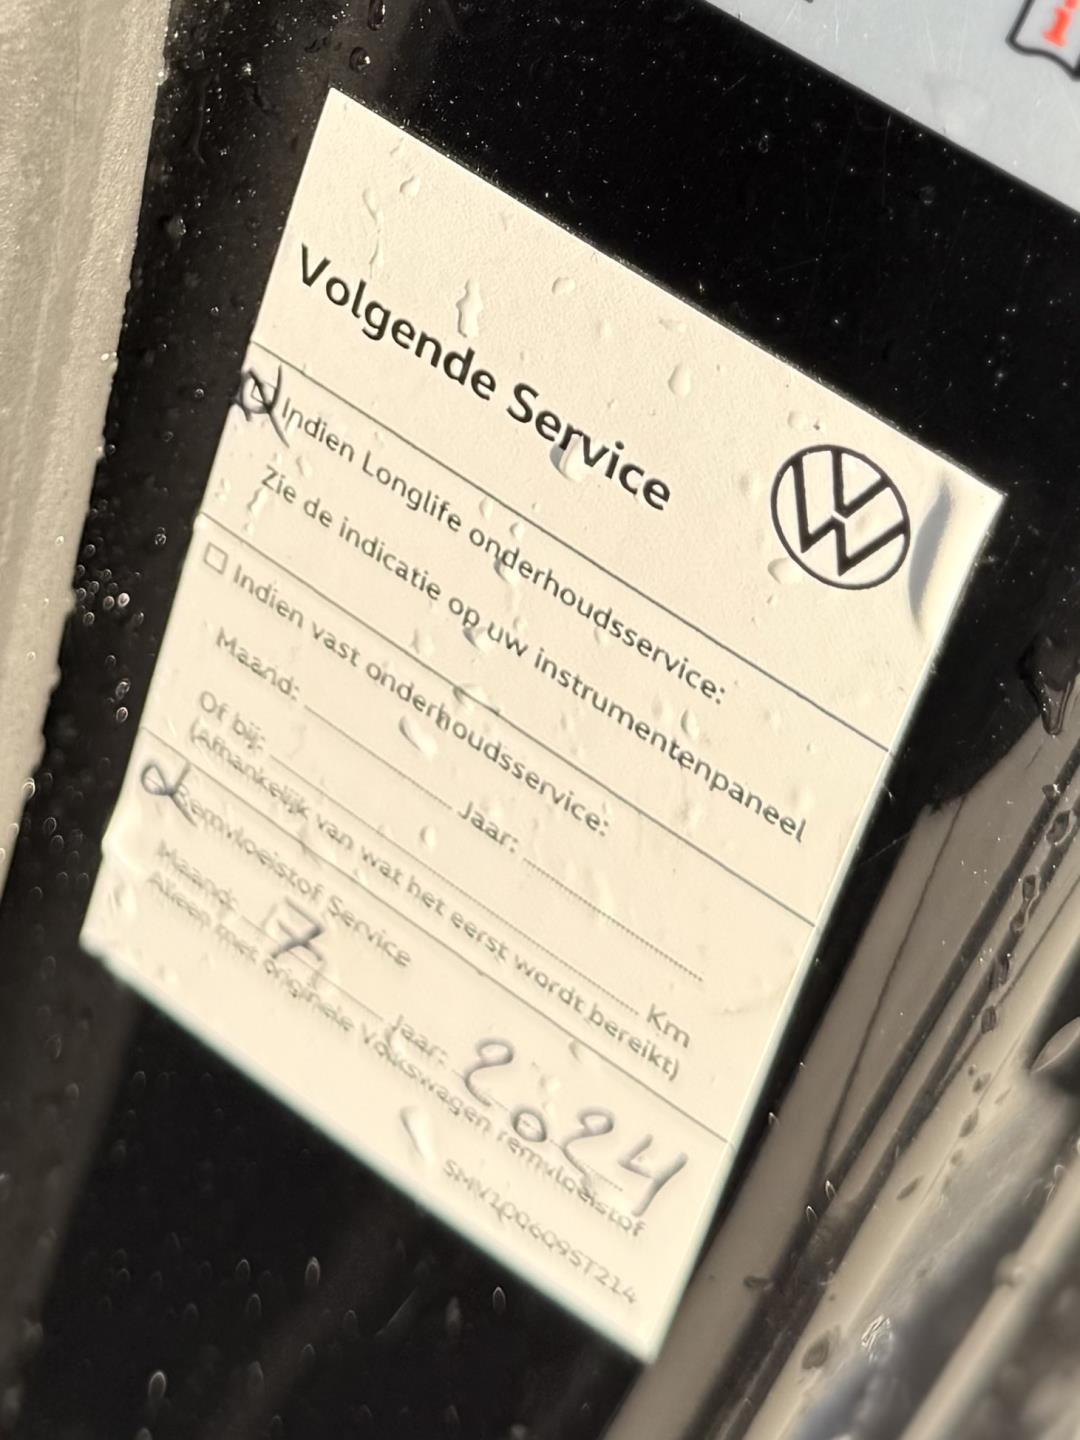 Volgende Service
Indien Longlife onderhoudsservice:
Zie de indicatie op uw instrumentenpaneel
Indien vast onderhoudsservice:
Maand: Jaar:
Of bij: Km
(Afhankelijk van wat het eerst wordt bereikt)
Remvloeistof Service
Maand: 7 Jaar: 2024
Alleen met originele Volkswagen remvloeistof
SMV200609ST214